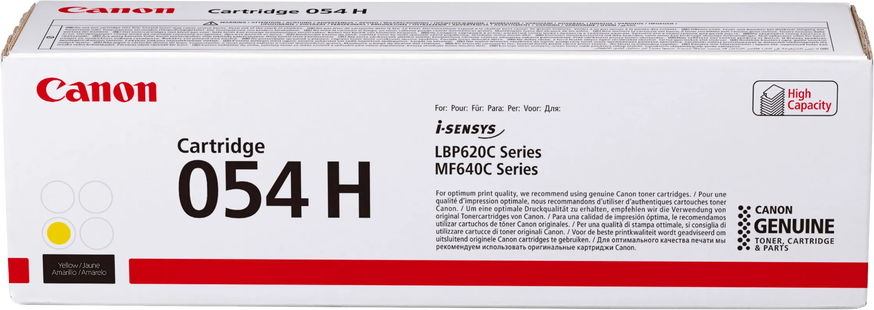 Canon
Cartridge 054 H
Canon
Cartridge
054 H
Yellow/Jaune
Amarillo/Amarelo
For: Pour: Für: Para: Per: Voor: Для:
i-SENSYS
LBP620C Series
MF640C Series
For optimum print quality, we recommend using genuine Canon toner cartridges. / Pour une
qualité d'impression optimale, nous recommandons d'utiliser d'authentiques cartouches toner
Canon. / Um eine optimale Druckqualität zu erhalten, empfehlen wir die Verwendung von
original Tonercartridges von Canon. / Para una calidad de impresión óptima, le recomendamos
utilizar cartuchos de tóner Canon originales. / Per una qualità di stampa ottimale, si consiglia di
utilizzare cartucce di toner originali Canon. / Voor de beste printkwaliteit wordt geadviseerd om
uitsluitend originele Canon cartridges te gebruiken. / Для оптимального качества печати мы
рекомендуем использовать оригинальные картриджи Canon.
High
Capacity
CANON
GENUINE
TONER, CARTRIDGE
& PARTS